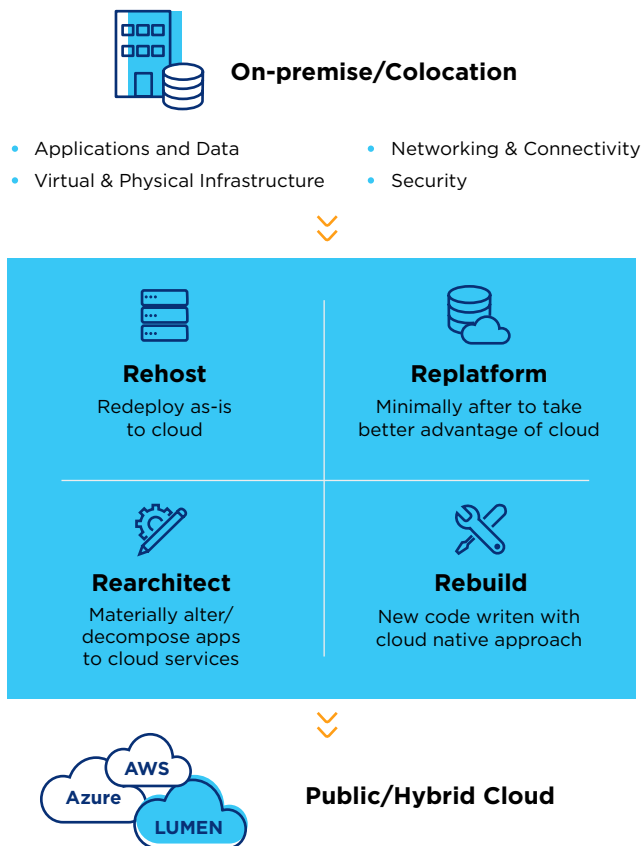 On-premise/Colocation
• Applications and Data
• Virtual & Physical Infrastructure
• Networking & Connectivity
• Security
Rehost
Redeploy as-is
to cloud
Replatform
Minimally after to take
better advantage of cloud
Rearchitect
Materially alter/
decompose apps
to cloud services
Rebuild
New code writen with
cloud native approach
AWS
Azure
LUMEN
Public/Hybrid Cloud